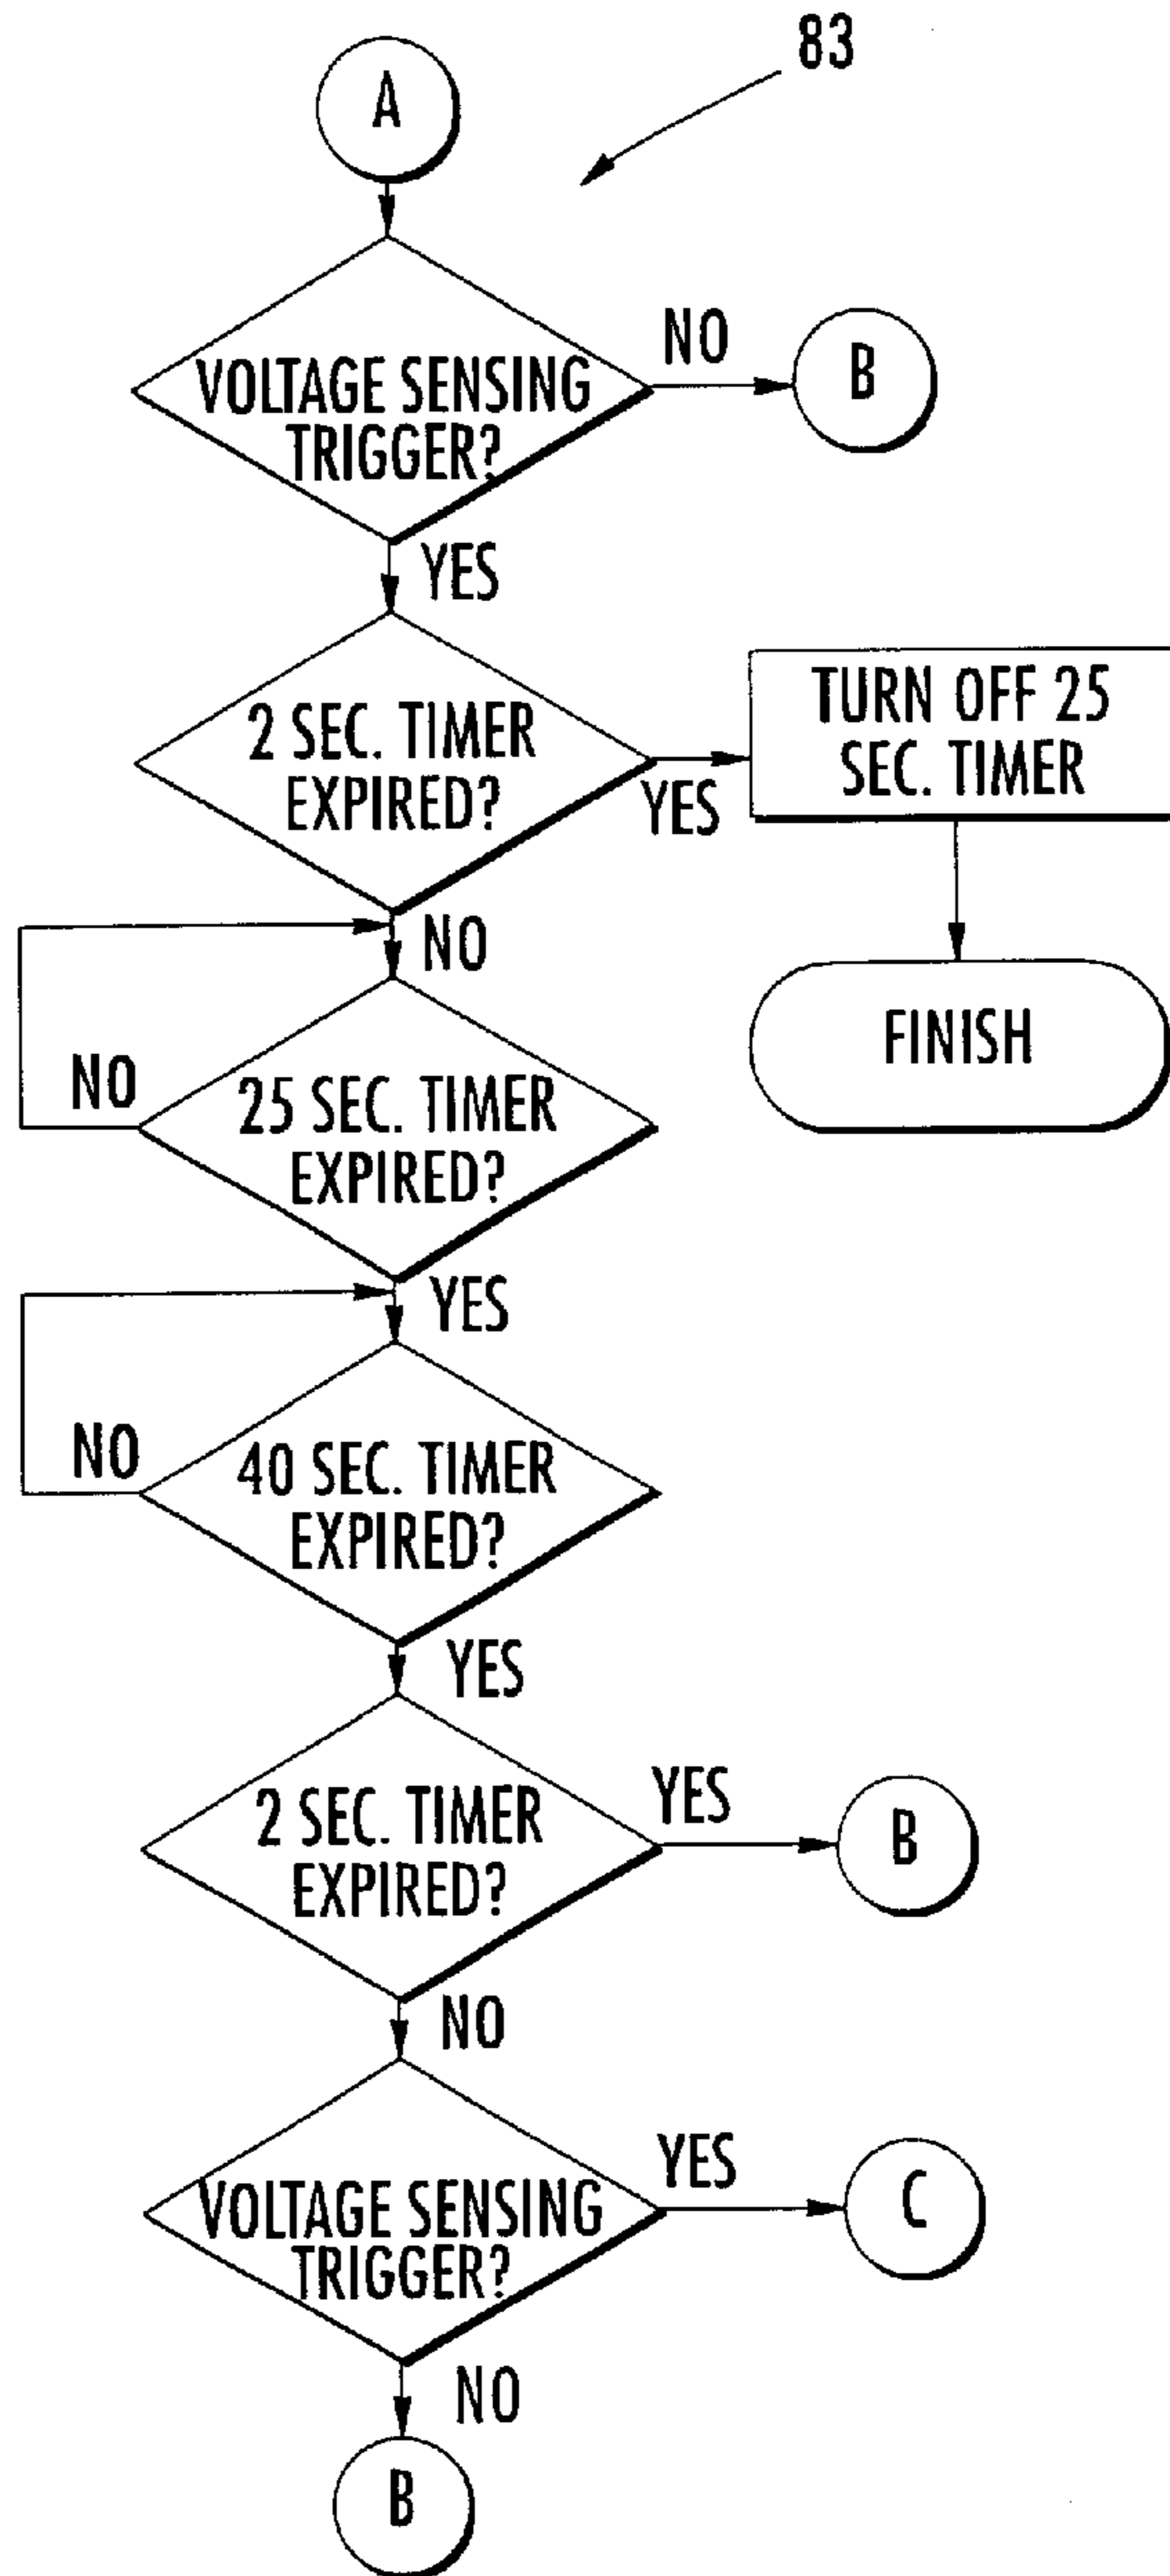 83
A
VOLTAGE SENSING
TRIGGER?
NO
B
YES
2 SEC. TIMER
EXPIRED?
YES
TURN OFF 25
SEC. TIMER
NO
FINISH
NO
25 SEC. TIMER
EXPIRED?
YES
NO
40 SEC. TIMER
EXPIRED?
YES
2 SEC. TIMER
EXPIRED?
YES
B
NO
VOLTAGE SENSING
TRIGGER?
YES
C
NO
B